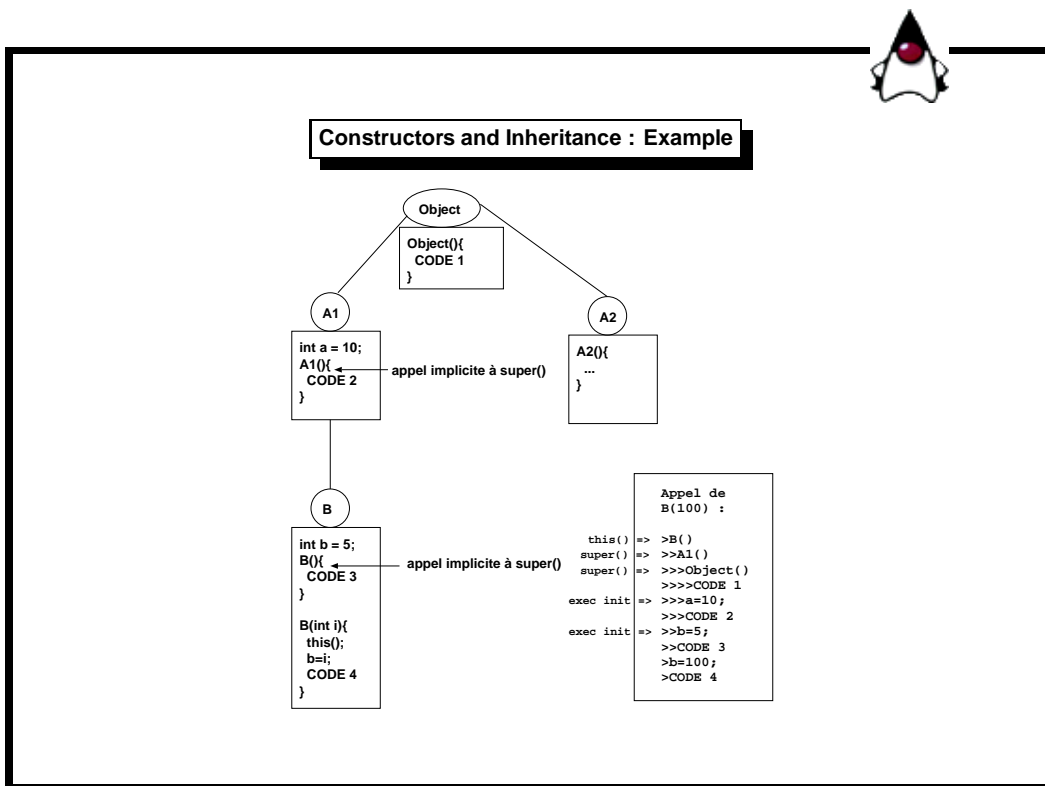 Constructors and Inheritance : Example
Object
Object(){
CODE 1
}
A1
int a = 10;
A1(){
CODE 2
}
appel implicite à super()
A2
A2(){
...
}
B
int b = 5;
B(){
CODE 3
}
B(int i){
this();
b=i;
CODE 4
}
appel implicite à super()
Appel de
B(100) :
this() => >B()
super() => >>A1()
super() => >>>Object()
>>>>CODE 1
exec init => >>>a=10;
>>>CODE 2
exec init => >>b=5;
>>CODE 3
>b=100;
>CODE 4